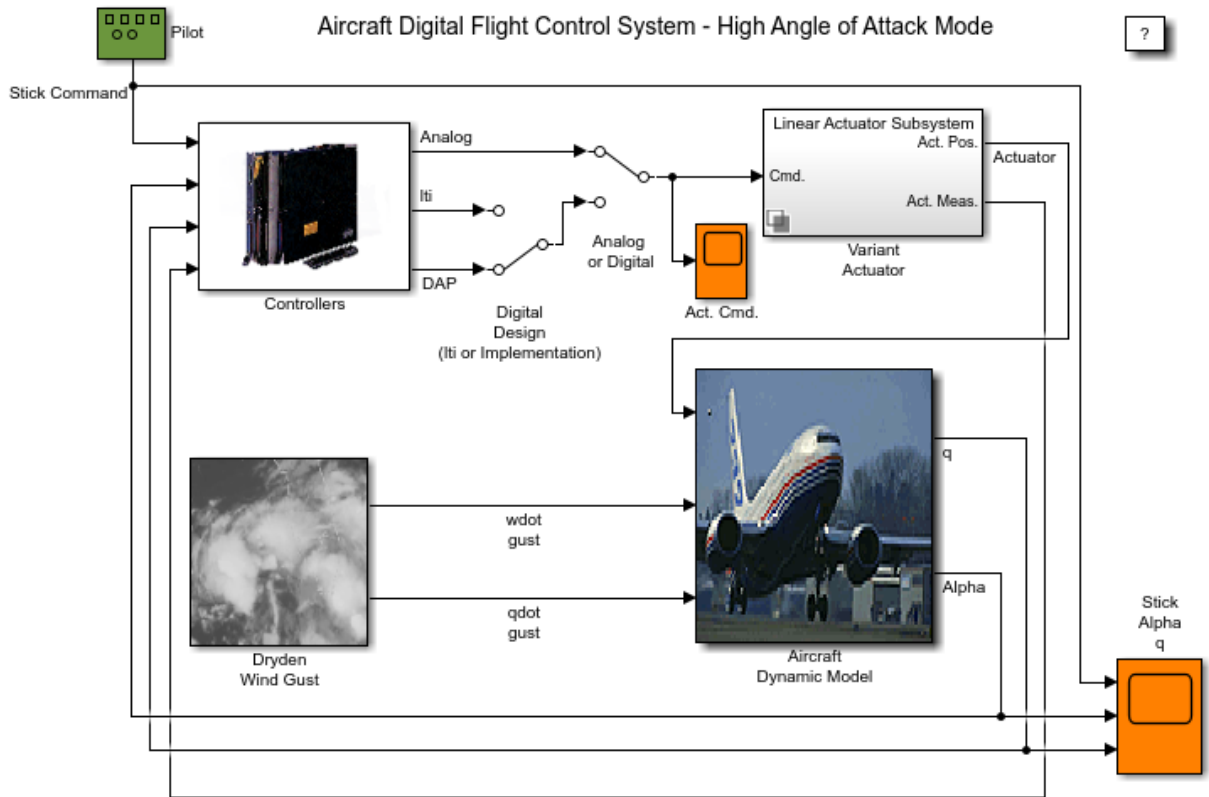 Aircraft Digital Flight Control System - High Angle of Attack Mode
?
Pilot
Stick Command
Analog
lti
DAP
Controllers
Analog
or Digital
Digital
Design
(lti or Implementation)
Act. Cmd.
Linear Actuator Subsystem
Act. Pos.
Cmd.
Act. Meas.
Variant
Actuator
Actuator
wdot
gust
qdot
gust
Dryden
Wind Gust
q
Alpha
Aircraft
Dynamic Model
Stick
Alpha
q